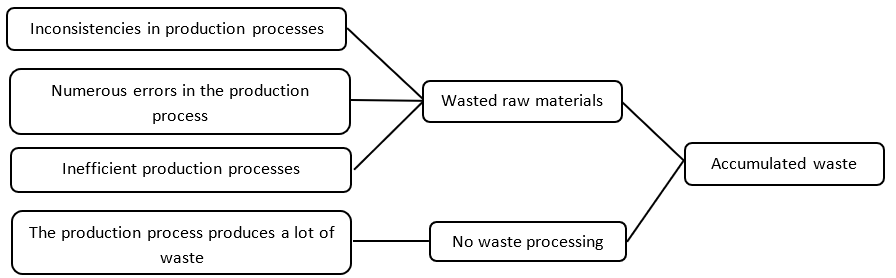 Inconsistencies in production processes
Numerous errors in the production
process
Wasted raw materials
Inefficient production processes
Accumulated waste
The production process produces a lot of
waste
No waste processing